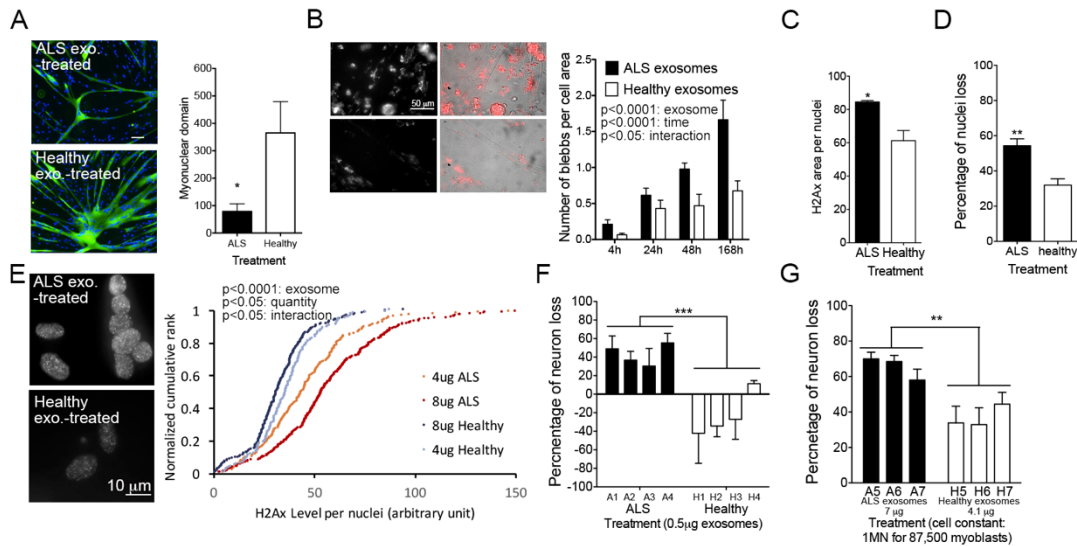 A
ALS exo.
-treated
Healthy
exo.-treated
Myonuclear domain
600
500
400
300
200
100
0
*
ALS Healthy
Treatment
B
50 µm
Number of blebbs per cell area
2.5
2.0
1.5
1.0
0.5
0.0
ALS exosomes
Healthy exosomes
p<0.0001: exosome
p<0.0001: time
p<0.05: interaction
4h 24h 48h 168h
C
H2Ax area per nuclei
100
80
60
40
20
0
*
ALS Healthy
Treatment
D
Percentage of nuclei loss
100
80
60
40
20
0
**
ALS healthy
Treatment
E
ALS exo.
-treated
Healthy
exo.-treated
10 µm
Normalized cumulative rank
1
0.8
0.6
0.4
0.2
0
p<0.0001: exosome
p<0.05: quantity
p<0.05: interaction
4ug ALS
8ug ALS
8ug Healthy
4ug Healthy
0 50 100 150
H2Ax Level per nuclei (arbitrary unit)
F
Percentage of neuron loss
100
80
60
40
20
0
-20
-40
-60
-80
-100
***
A1 A2 A3 A4 H1 H2 H3 H4
ALS Healthy
Treatment (0.5µg exosomes)
G
Percnetage of neuron loss
100
80
60
40
20
0
**
A5 A6 A7 H5 H6 H7
ALS exosomes Healthy exosomes
7 µg 4.1 µg
Treatment (cell constant:
1MN for 87,500 myoblasts)